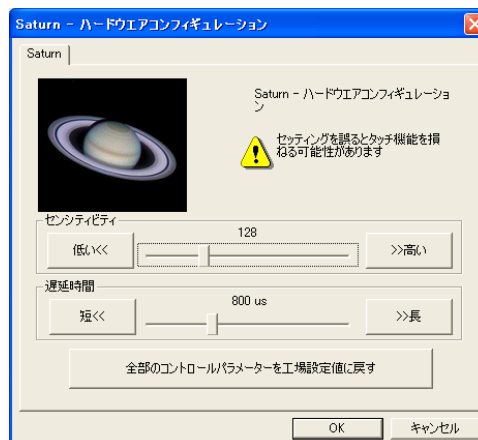 Saturn - ハードウエアコンフィギュレーション
Saturn
Saturn - ハードウエアコンフィギュレーショ
ン
セッティングを誤るとタッチ機能を損
ねる可能性があります
センシティビティ
128
低い<<
>>高い
遅延時間
800 us
短<<
>>長
全部のコントロールパラメーターを工場設定値に戻す
OK
キャンセル